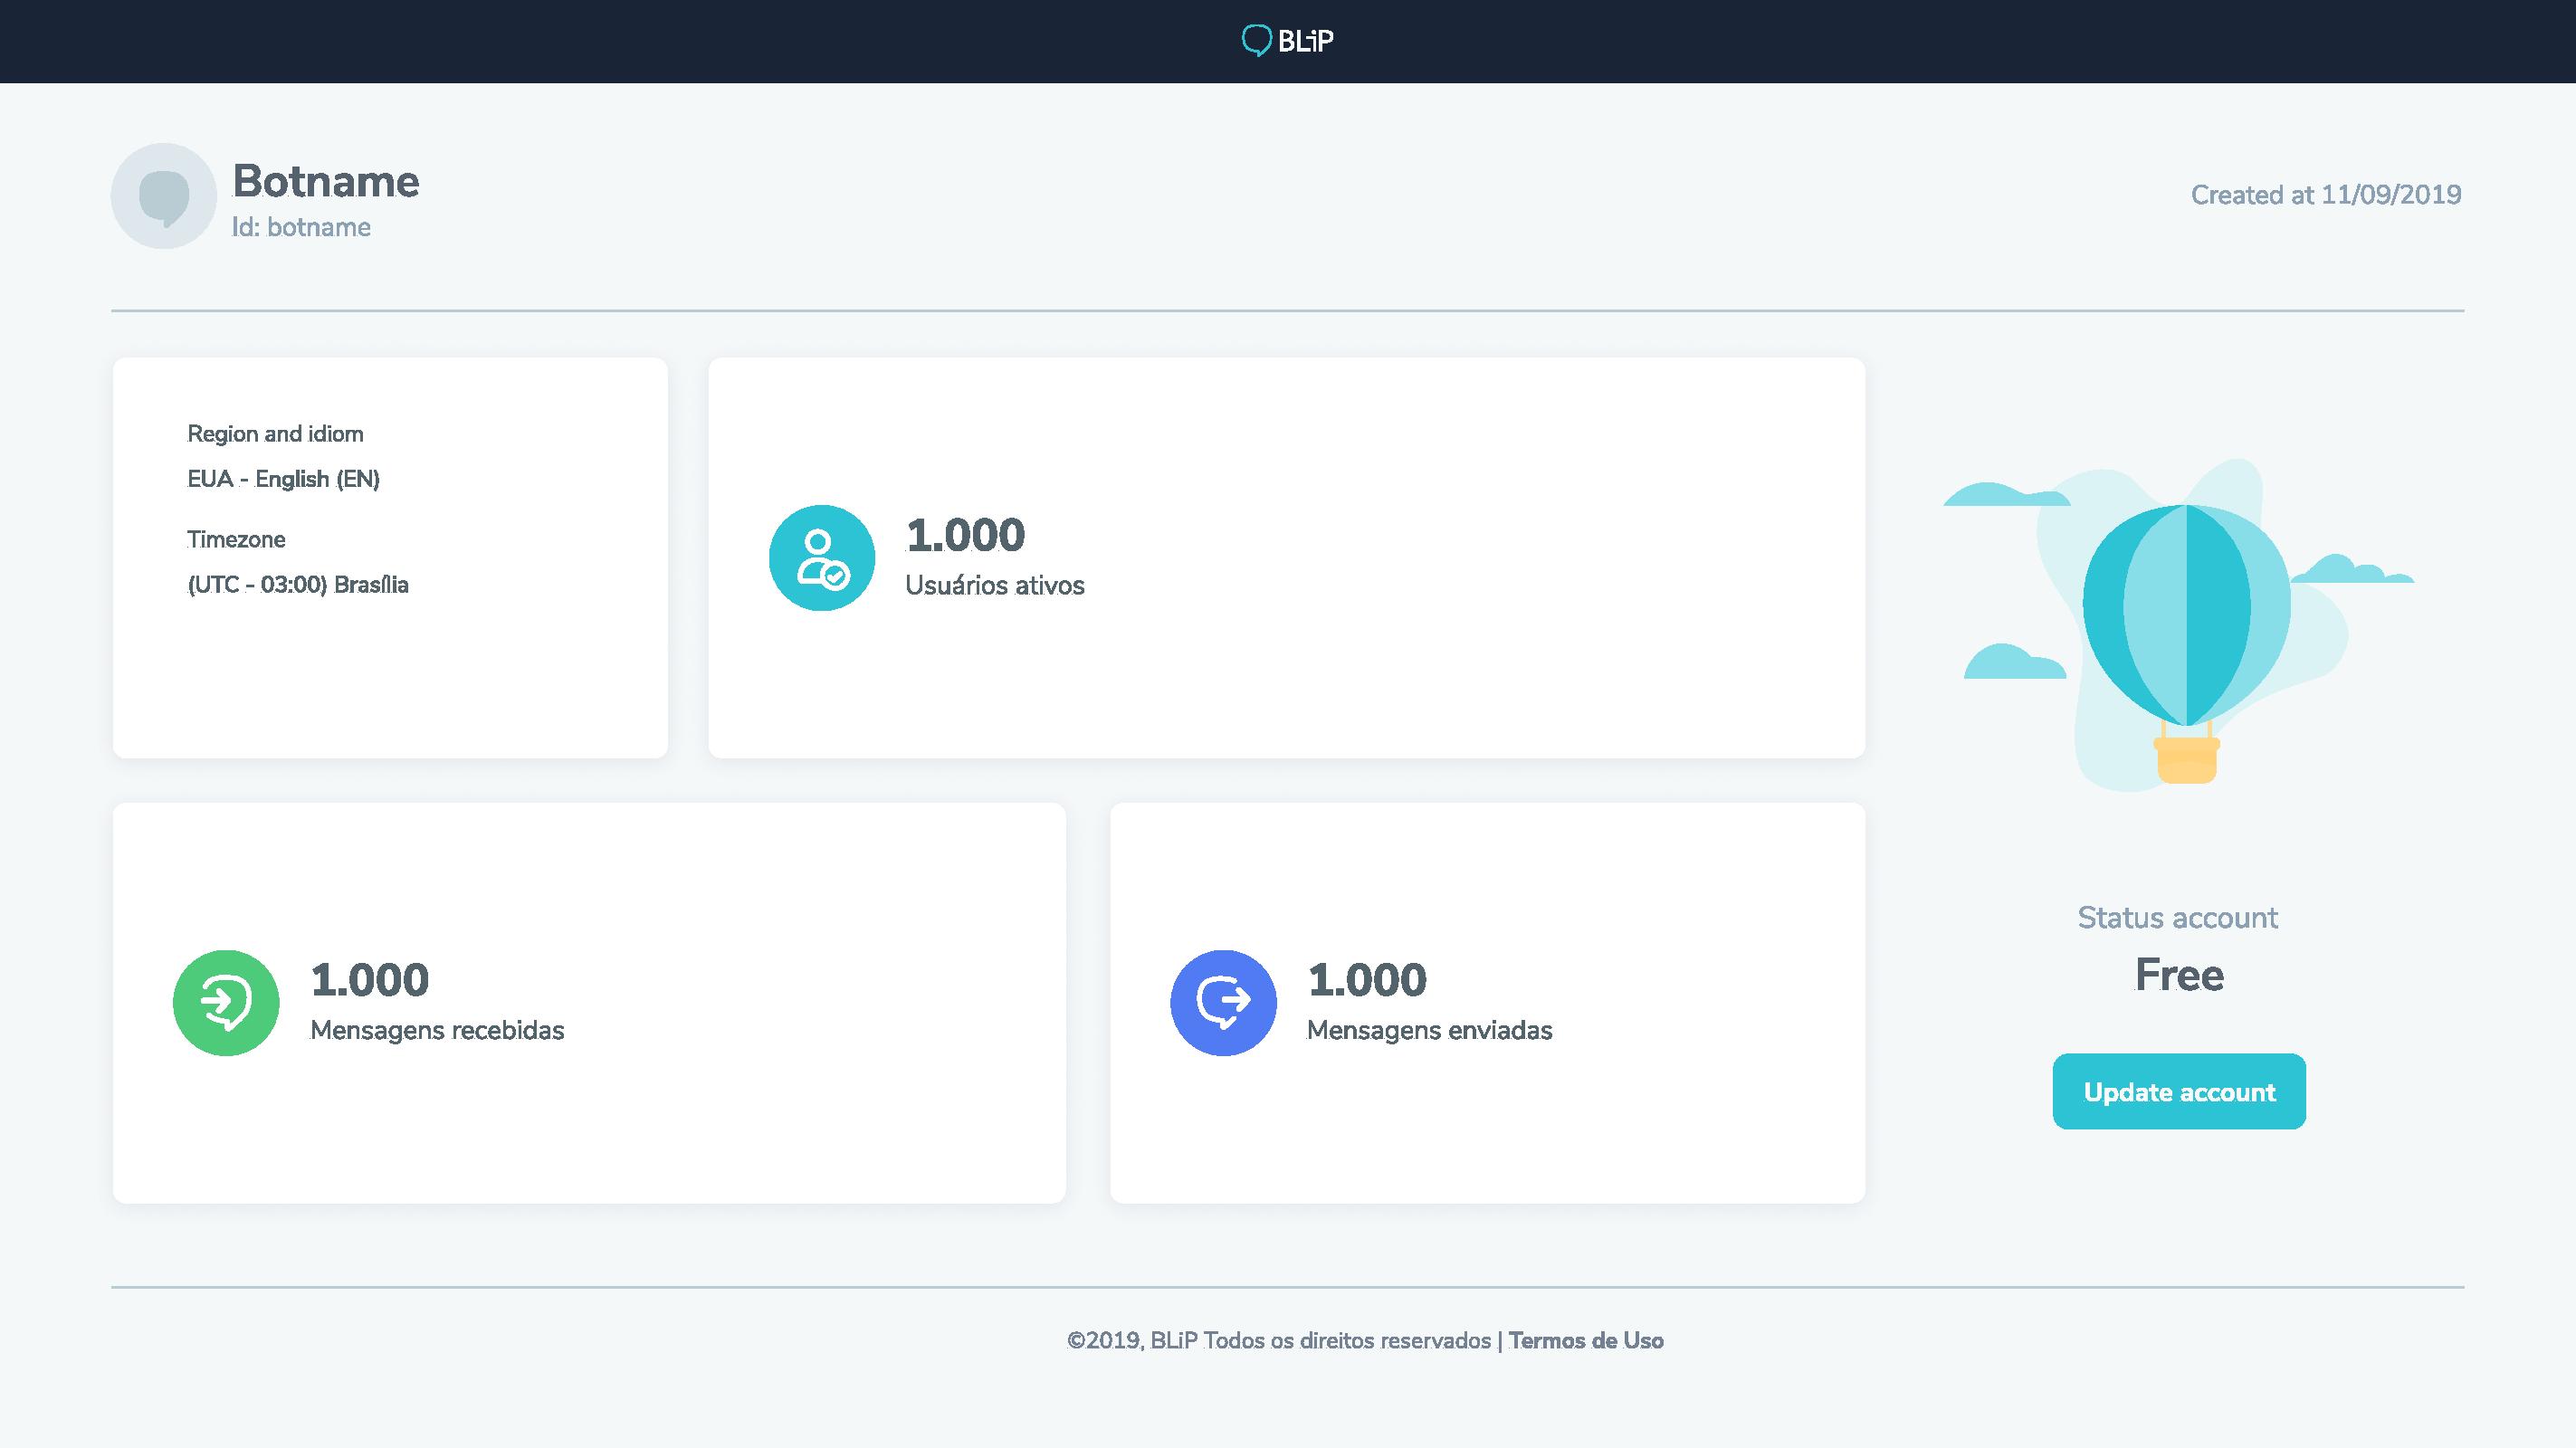 BLiP
Botname
Id: botname
Created at 11/09/2019
Region and idiom
EUA - English (EN)
Timezone
(UTC - 03:00) Brasília
1.000
Usuários ativos
1.000
Mensagens recebidas
1.000
Mensagens enviadas
Status account
Free
Update account
©2019, BLiP Todos os direitos reservados | Termos de Uso